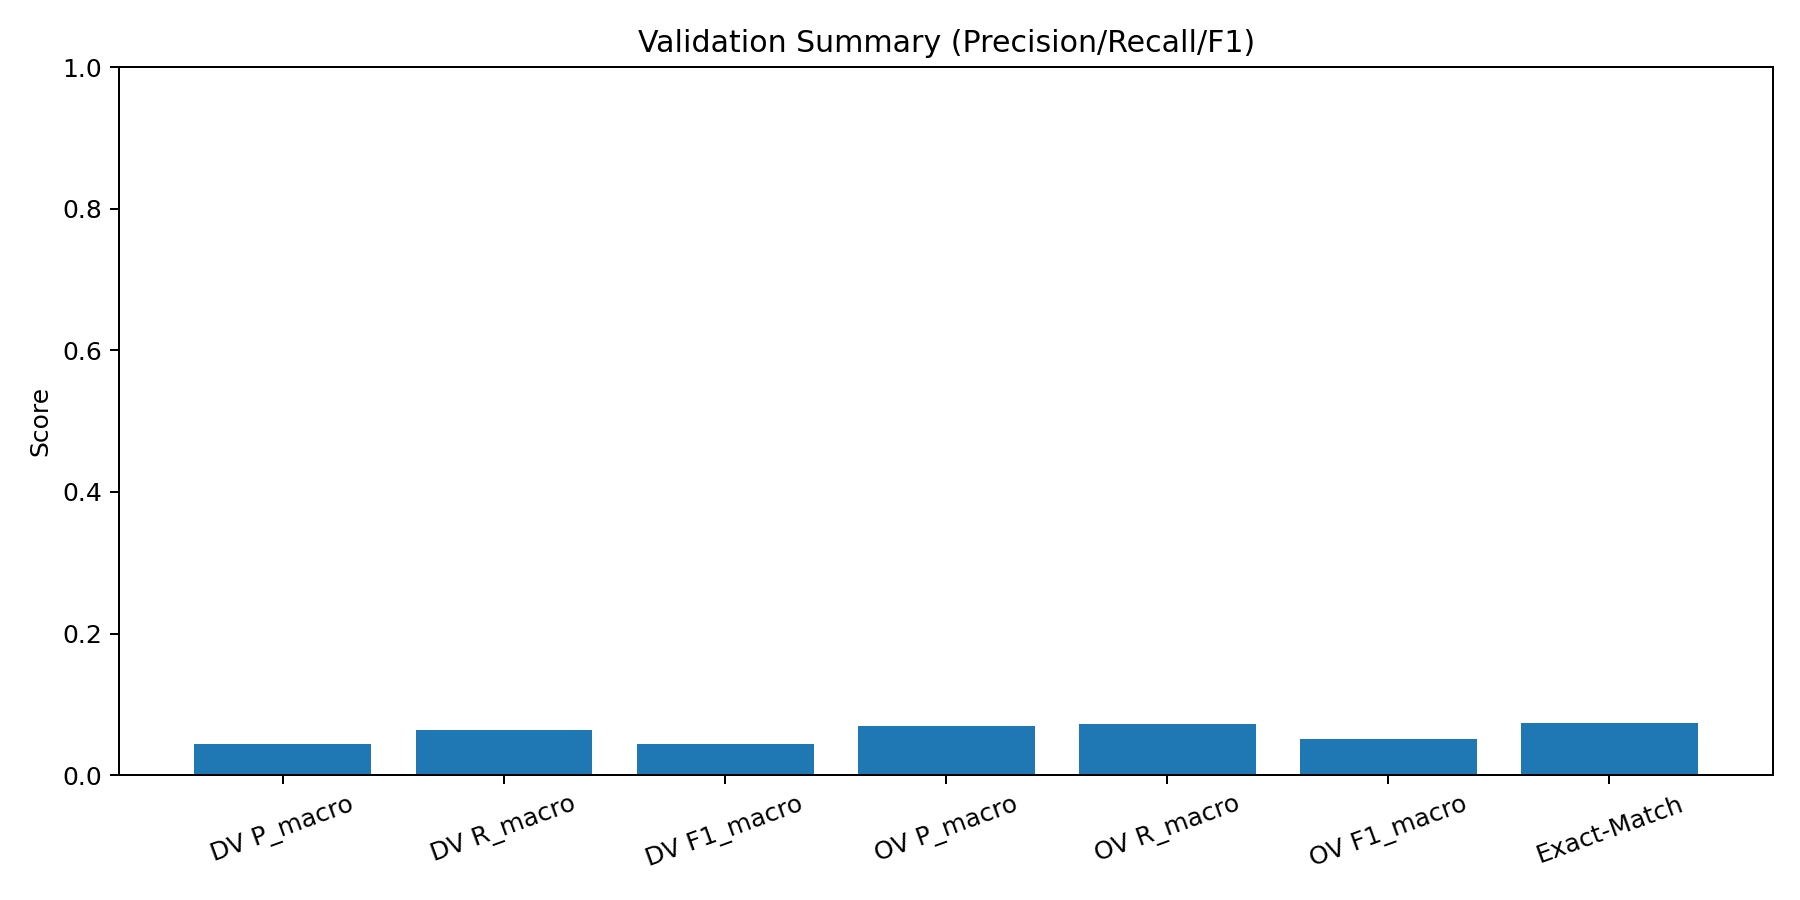 Validation Summary (Precision/Recall/F1)
1.0
0.8
0.6
0.4
0.2
0.0
Score
DV P_macro
DV R_macro
DV F1_macro
OV P_macro
OV R_macro
OV F1_macro
Exact-Match